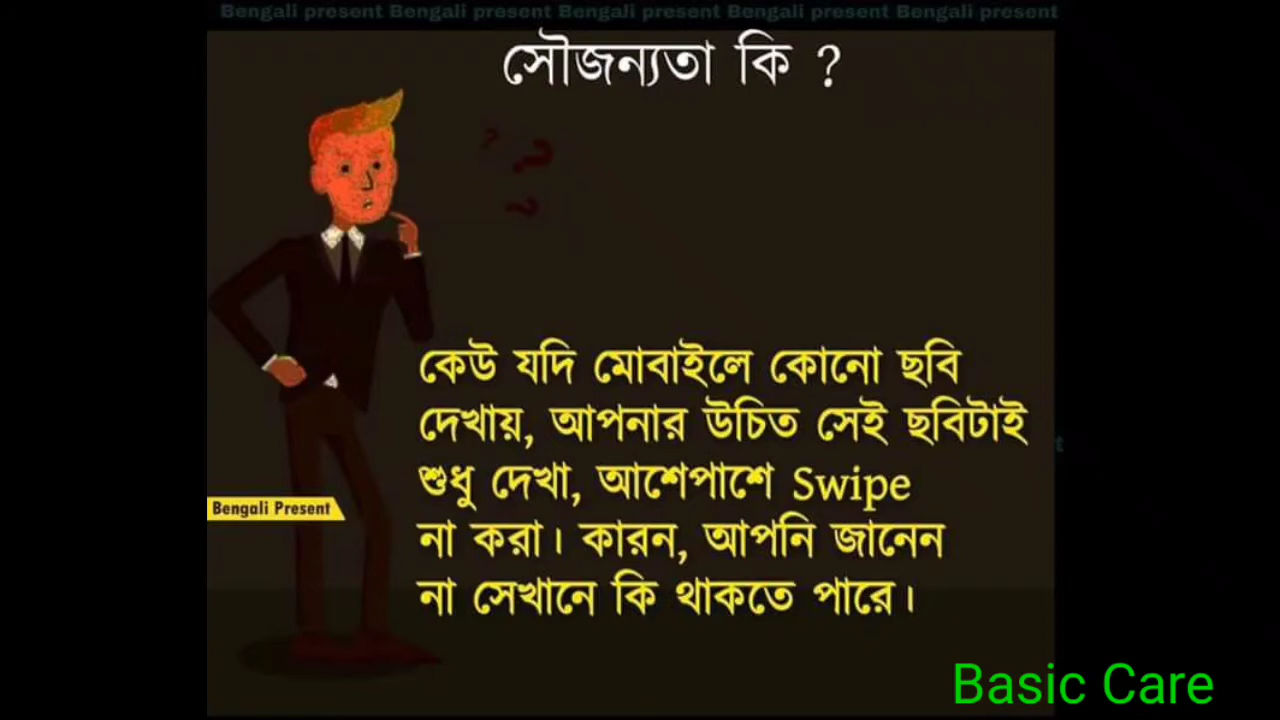 Bengali present Bengali present Bengali present Bengali present Bengali present
সৌজন্যতা কি ?
? ? ?
কেউ যদি মোবাইলে কোনো ছবি
দেখায়, আপনার উচিত সেই ছবিটাই
শুধু দেখা, আশেপাশে Swipe
না করা। কারন, আপনি জানেন
না সেখানে কি থাকতে পারে।
Bengali Present
Basic Care